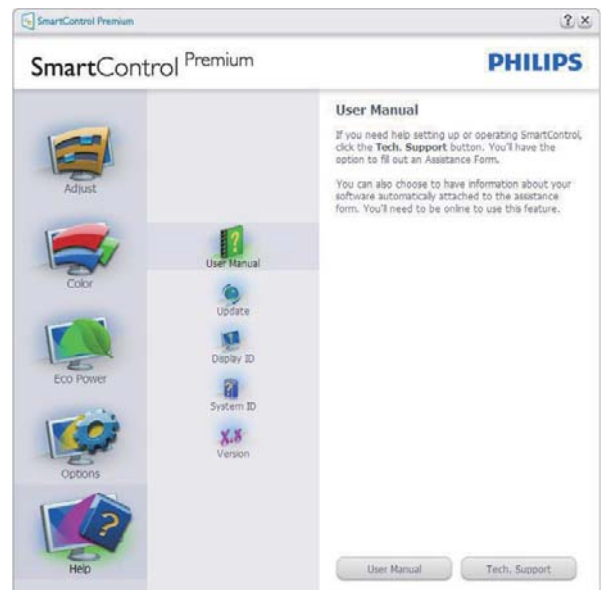 SmartControl Premium
? X
SmartControl Premium
PHILIPS
Adjust
Color
Eco Power
Options
Help
User Manual
Update
Display ID
System ID
X.X
Version
User Manual
If you need help setting up or operating SmartControl,
click the Tech. Support button. You'll have the
option to fill out an Assistance Form.
You can also choose to have information about your
software automatically attached to the assistance
form. You'll need to be online to use this feature.
User Manual
Tech. Support